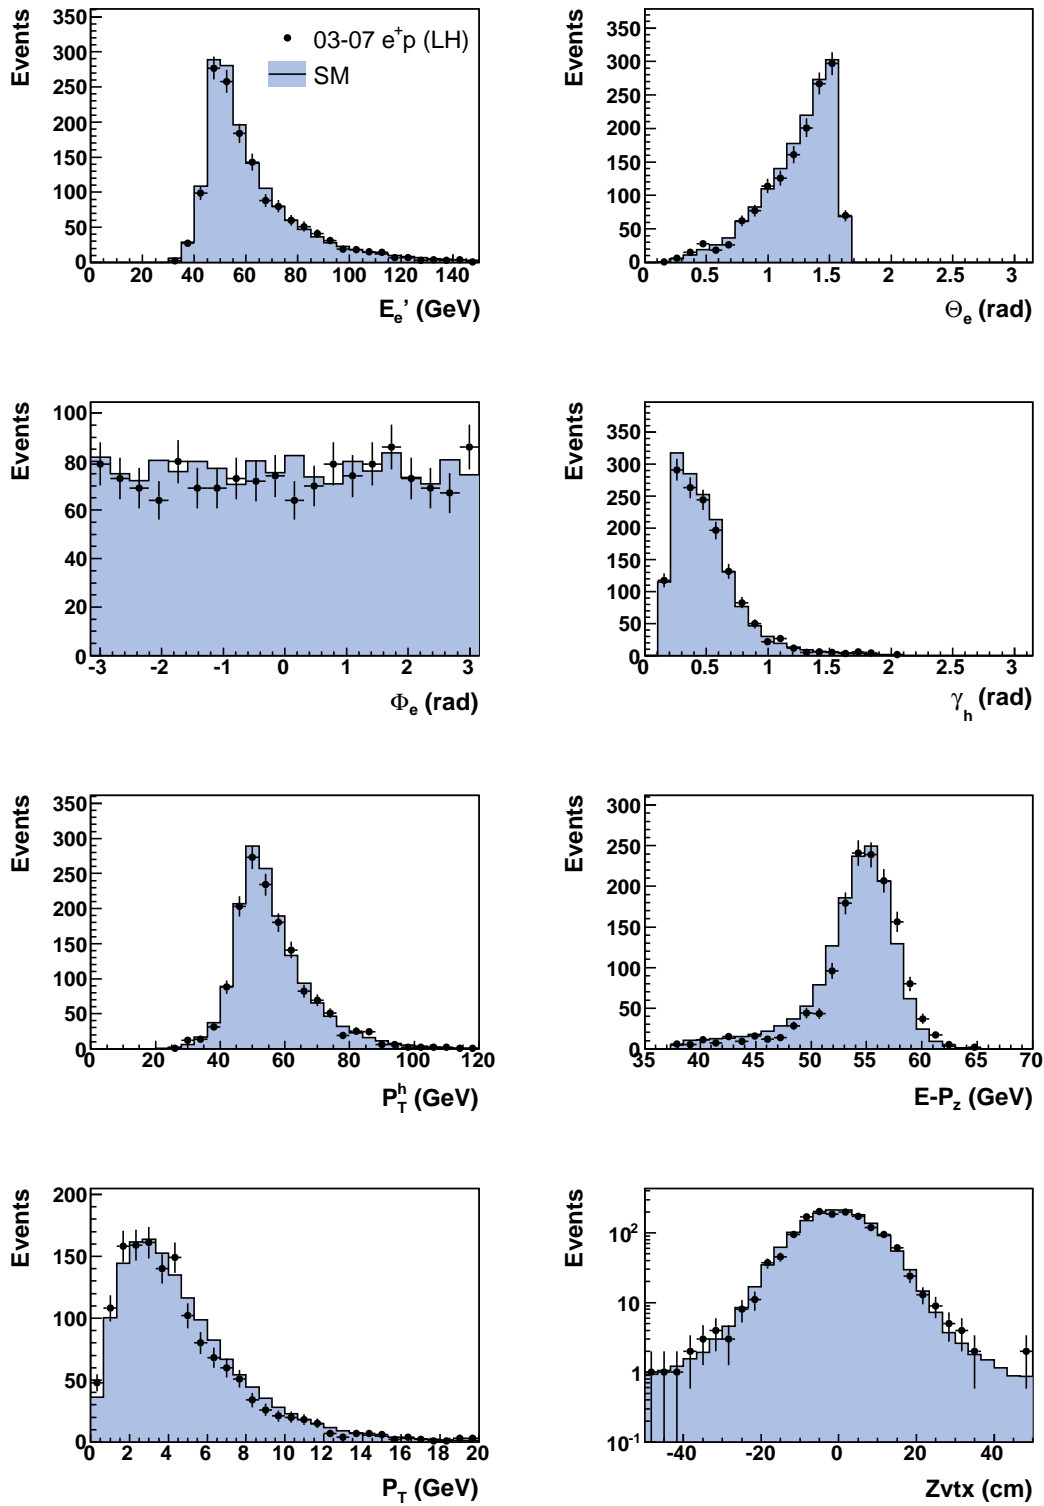 Events
350
300
250
200
150
100
50
0
03-07 e⁺p (LH)
SM
0 20 40 60 80 100 120 140
Eₑ’ (GeV)
Events
350
300
250
200
150
100
50
0
0 0.5 1 1.5 2 2.5 3
Θₑ (rad)
Events
100
80
60
40
20
0
-3 -2 -1 0 1 2 3
Φₑ (rad)
Events
350
300
250
200
150
100
50
0
0 0.5 1 1.5 2 2.5 3
γ_h (rad)
Events
350
300
250
200
150
100
50
0
0 20 40 60 80 100 120
P_T^h (GeV)
Events
300
250
200
150
100
50
0
35 40 45 50 55 60 65 70
E-P_z (GeV)
Events
200
150
100
50
0
0 2 4 6 8 10 12 14 16 18 20
P_T (GeV)
Events
10²
10
1
10⁻¹
-40 -20 0 20 40
Zvtx (cm)